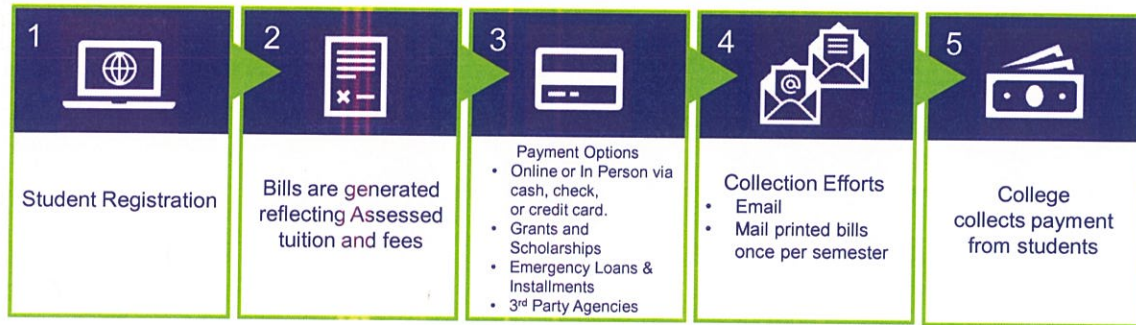 1
Student Registration
2
Bills are generated
reflecting Assessed
tuition and fees
3
Payment Options
• Online or In Person via
cash, check,
or credit card.
• Grants and
Scholarships
• Emergency Loans &
Installments
• 3rd Party Agencies
4
@
Collection Efforts
• Email
• Mail printed bills
once per semester
5
College
collects payment
from students